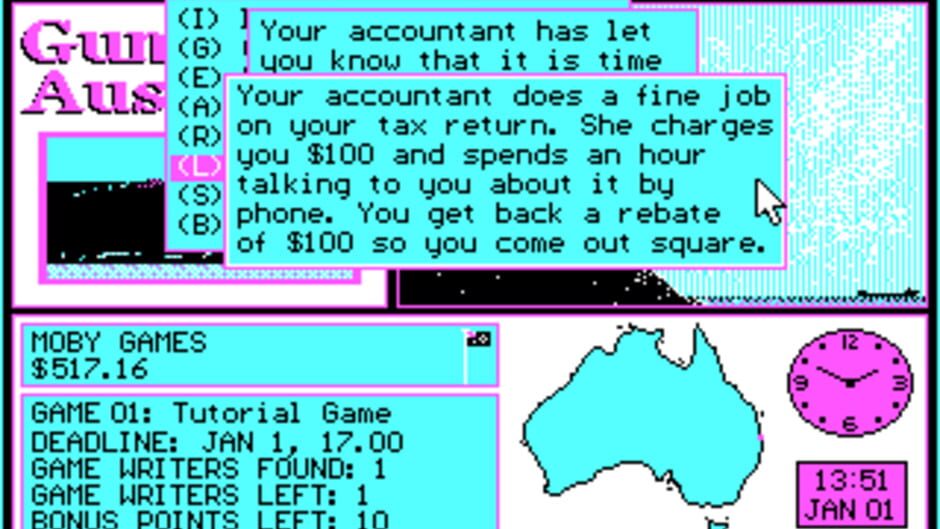 Gun
Aus
(I)
(G)
(E)
(A)
(R)
(L)
(S)
(B)
Your accountant has let
you know that it is time
Your accountant does a fine job
on your tax return. She charges
you $100 and spends an hour
talking to you about it by
phone. You get back a rebate
of $100 so you come out square.
MOBY GAMES
$517.16
GAME 01: Tutorial Game
DEADLINE: JAN 1, 17.00
GAME WRITERS FOUND: 1
GAME WRITERS LEFT: 1
BONUS POINTS LEFT: 10
12
9
3
6
13:51
JAN 01